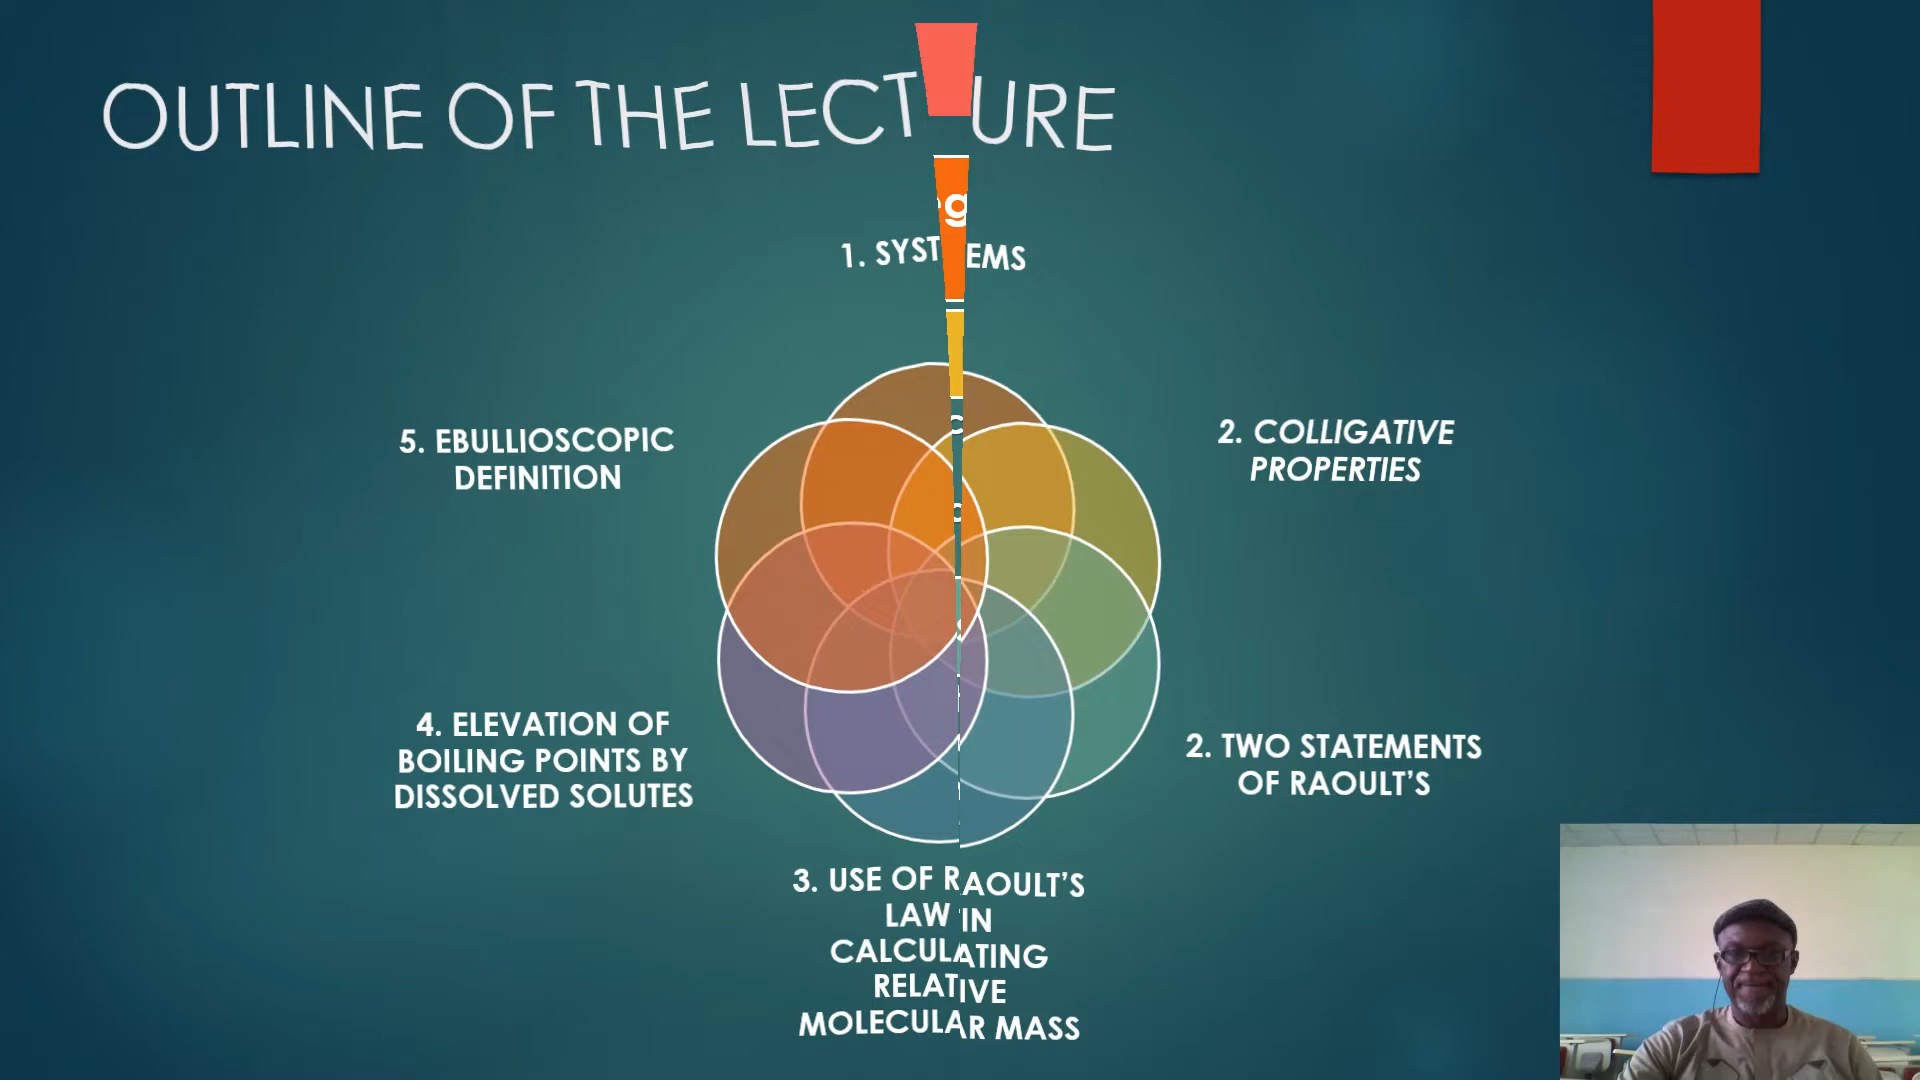 OUTLINE OF THE LECTURE
1. SYSTEMS
2. COLLIGATIVE
PROPERTIES
2. TWO STATEMENTS
OF RAOULT’S
3. USE OF RAOULT’S
LAW IN
CALCULATING
RELATIVE
MOLECULAR MASS
4. ELEVATION OF
BOILING POINTS BY
DISSOLVED SOLUTES
5. EBULLIOSCOPIC
DEFINITION